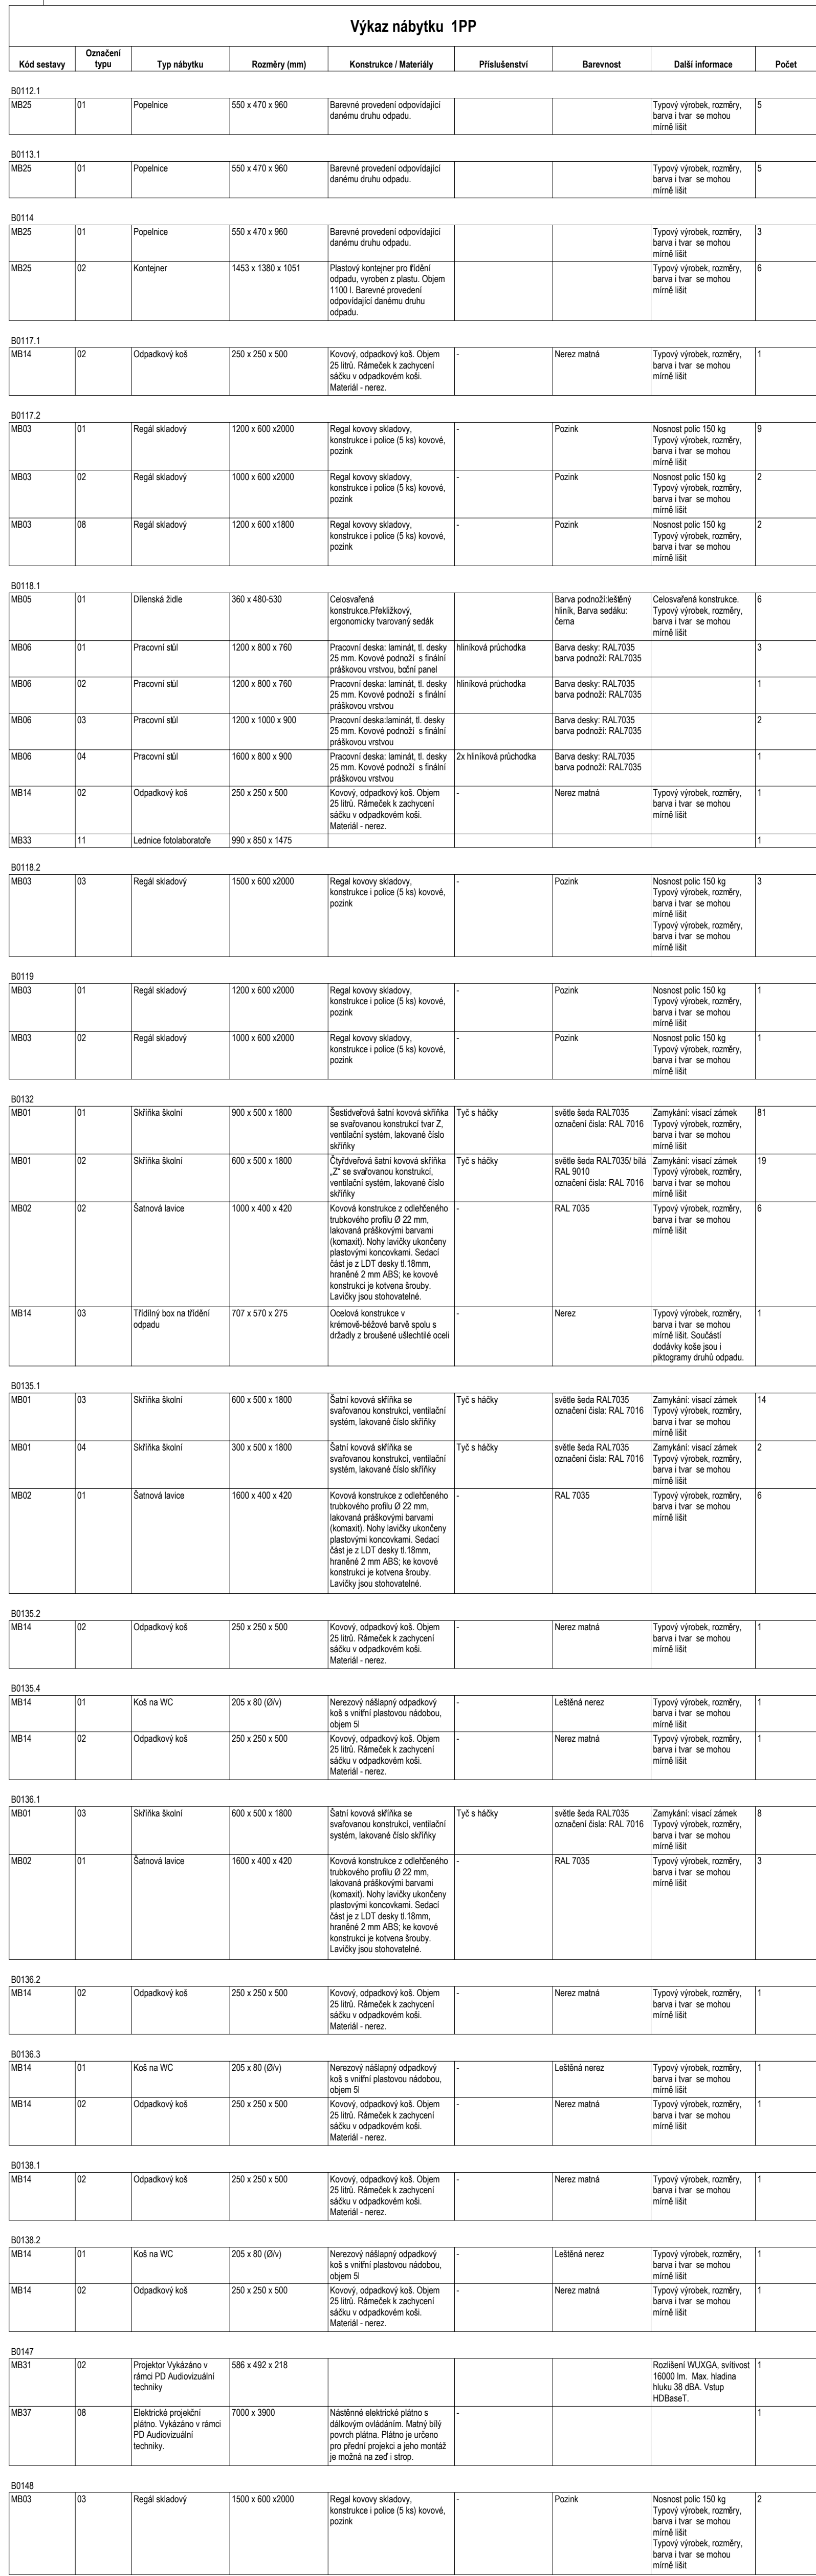 Výkaz nábytku 1PP
Kód sestavy | Označení typu | Typ nábytku | Rozměry (mm) | Konstrukce / Materiály | Příslušenství | Barevnost | Další informace | Počet
B0112.1
MB25 | 01 | Popelnice | 550 x 470 x 960 | Barevné provedení odpovídající danému druhu odpadu. | | | Typový výrobek, rozměry, barva i tvar se mohou mírně lišit | 5
B0113.1
MB25 | 01 | Popelnice | 550 x 470 x 960 | Barevné provedení odpovídající danému druhu odpadu. | | | Typový výrobek, rozměry, barva i tvar se mohou mírně lišit | 5
B0114
MB25 | 01 | Popelnice | 550 x 470 x 960 | Barevné provedení odpovídající danému druhu odpadu. | | | Typový výrobek, rozměry, barva i tvar se mohou mírně lišit | 3
MB25 | 02 | Kontejner | 1453 x 1380 x 1051 | Plastový kontejner pro třídění odpadu, vyroben z plastu. Objem 1100 l. Barevné provedení odpovídající danému druhu odpadu. | | | Typový výrobek, rozměry, barva i tvar se mohou mírně lišit | 6
B0117.1
MB14 | 02 | Odpadkový koš | 250 x 250 x 500 | Kovový, odpadkový koš. Objem 25 litrů. Rámeček k zachycení sáčku v odpadkovém koši. Materiál - nerez. | - | Nerez matná | Typový výrobek, rozměry, barva i tvar se mohou mírně lišit | 1
B0117.2
MB03 | 01 | Regál skladový | 1200 x 600 x2000 | Regal kovovy skladovy, konstrukce i police (5 ks) kovové, pozink | - | Pozink | Nosnost polic 150 kg Typový výrobek, rozměry, barva i tvar se mohou mírně lišit | 9
MB03 | 02 | Regál skladový | 1000 x 600 x2000 | Regal kovovy skladovy, konstrukce i police (5 ks) kovové, pozink | - | Pozink | Nosnost polic 150 kg Typový výrobek, rozměry, barva i tvar se mohou mírně lišit | 2
MB03 | 08 | Regál skladový | 1200 x 600 x1800 | Regal kovovy skladovy, konstrukce i police (5 ks) kovové, pozink | - | Pozink | Nosnost polic 150 kg Typový výrobek, rozměry, barva i tvar se mohou mírně lišit | 2
B0118.1
MB05 | 01 | Dílenská židle | 360 x 480-530 | Celosvařená konstrukce.Překližkový, ergonomicky tvarovaný sedák | | Barva podnoží:leštěný hliník, Barva sedáku: černa | Celosvařená konstrukce. Typový výrobek, rozměry, barva i tvar se mohou mírně lišit | 6
MB06 | 01 | Pracovní stůl | 1200 x 800 x 760 | Pracovní deska: laminát, tl. desky 25 mm. Kovové podnoží s finální práškovou vrstvou, boční panel | hliníková průchodka | Barva desky: RAL7035 barva podnoží: RAL7035 | | 3
MB06 | 02 | Pracovní stůl | 1200 x 800 x 760 | Pracovní deska: laminát, tl. desky 25 mm. Kovové podnoží s finální práškovou vrstvou | hliníková průchodka | Barva desky: RAL7035 barva podnoží: RAL7035 | | 1
MB06 | 03 | Pracovní stůl | 1200 x 1000 x 900 | Pracovní deska:laminát, tl. desky 25 mm. Kovové podnoží s finální práškovou vrstvou | | Barva desky: RAL7035 barva podnoží: RAL7035 | | 2
MB06 | 04 | Pracovní stůl | 1600 x 800 x 900 | Pracovní deska: laminát, tl. desky 25 mm. Kovové podnoží s finální práškovou vrstvou | 2x hliníková průchodka | Barva desky: RAL7035 barva podnoží: RAL7035 | | 1
MB14 | 02 | Odpadkový koš | 250 x 250 x 500 | Kovový, odpadkový koš. Objem 25 litrů. Rámeček k zachycení sáčku v odpadkovém koši. Materiál - nerez. | - | Nerez matná | Typový výrobek, rozměry, barva i tvar se mohou mírně lišit | 1
MB33 | 11 | Lednice fotolaboratoře | 990 x 850 x 1475 | | | | | 1
B0118.2
MB03 | 03 | Regál skladový | 1500 x 600 x2000 | Regal kovovy skladovy, konstrukce i police (5 ks) kovové, pozink | - | Pozink | Nosnost polic 150 kg Typový výrobek, rozměry, barva i tvar se mohou mírně lišit Typový výrobek, rozměry, barva i tvar se mohou mírně lišit | 3
B0119
MB03 | 01 | Regál skladový | 1200 x 600 x2000 | Regal kovovy skladovy, konstrukce i police (5 ks) kovové, pozink | - | Pozink | Nosnost polic 150 kg Typový výrobek, rozměry, barva i tvar se mohou mírně lišit | 1
MB03 | 02 | Regál skladový | 1000 x 600 x2000 | Regal kovovy skladovy, konstrukce i police (5 ks) kovové, pozink | - | Pozink | Nosnost polic 150 kg Typový výrobek, rozměry, barva i tvar se mohou mírně lišit | 1
B0132
MB01 | 01 | Skříňka školní | 900 x 500 x 1800 | Šestidveřová šatní kovová skříňka se svařovanou konstrukcí tvar Z, ventilační systém, lakované číslo skříňky | Tyč s háčky | světle šeda RAL7035 označení čisla: RAL 7016 | Zamykání: visací zámek Typový výrobek, rozměry, barva i tvar se mohou mírně lišit | 81
MB01 | 02 | Skříňka školní | 600 x 500 x 1800 | Čtyřdveřová šatní kovová skříňka „Z“ se svařovanou konstrukcí, ventilační systém, lakované číslo skříňky | Tyč s háčky | světle šeda RAL7035/ bílá RAL 9010 označení čisla: RAL 7016 | Zamykání: visací zámek Typový výrobek, rozměry, barva i tvar se mohou mírně lišit | 19
MB02 | 02 | Šatnová lavice | 1000 x 400 x 420 | Kovová konstrukce z odlehčeného trubkového profilu Ø 22 mm, lakovaná práškovými barvami (komaxit). Nohy lavičky ukončeny plastovými koncovkami. Sedací část je z LDT desky tl.18mm, hraněné 2 mm ABS; ke kovové konstrukci je kotvena šrouby. Lavičky jsou stohovatelné. | - | RAL 7035 | Typový výrobek, rozměry, barva i tvar se mohou mírně lišit | 6
MB14 | 03 | Třídílný box na třídění odpadu | 707 x 570 x 275 | Ocelová konstrukce v krémově-béžové barvě spolu s držadly z broušené ušlechtilé oceli | - | Nerez | Typový výrobek, rozměry, barva i tvar se mohou mírně lišit. Součástí dodávky koše jsou i piktogramy druhů odpadu. | 1
B0135.1
MB01 | 03 | Skříňka školní | 600 x 500 x 1800 | Šatní kovová skříňka se svařovanou konstrukcí, ventilační systém, lakované číslo skříňky | Tyč s háčky | světle šeda RAL7035 označení čisla: RAL 7016 | Zamykání: visací zámek Typový výrobek, rozměry, barva i tvar se mohou mírně lišit | 14
MB01 | 04 | Skříňka školní | 300 x 500 x 1800 | Šatní kovová skříňka se svařovanou konstrukcí, ventilační systém, lakované číslo skříňky | Tyč s háčky | světle šeda RAL7035 označení čisla: RAL 7016 | Zamykání: visací zámek Typový výrobek, rozměry, barva i tvar se mohou mírně lišit | 2
MB02 | 01 | Šatnová lavice | 1600 x 400 x 420 | Kovová konstrukce z odlehčeného trubkového profilu Ø 22 mm, lakovaná práškovými barvami (komaxit). Nohy lavičky ukončeny plastovými koncovkami. Sedací část je z LDT desky tl.18mm, hraněné 2 mm ABS; ke kovové konstrukci je kotvena šrouby. Lavičky jsou stohovatelné. | - | RAL 7035 | Typový výrobek, rozměry, barva i tvar se mohou mírně lišit | 6
B0135.2
MB14 | 02 | Odpadkový koš | 250 x 250 x 500 | Kovový, odpadkový koš. Objem 25 litrů. Rámeček k zachycení sáčku v odpadkovém koši. Materiál - nerez. | - | Nerez matná | Typový výrobek, rozměry, barva i tvar se mohou mírně lišit | 1
B0135.4
MB14 | 01 | Koš na WC | 205 x 80 (Ø/v) | Nerezový nášlapný odpadkový koš s vnitřní plastovou nádobou, objem 5l | - | Leštěná nerez | Typový výrobek, rozměry, barva i tvar se mohou mírně lišit | 1
MB14 | 02 | Odpadkový koš | 250 x 250 x 500 | Kovový, odpadkový koš. Objem 25 litrů. Rámeček k zachycení sáčku v odpadkovém koši. Materiál - nerez. | - | Nerez matná | Typový výrobek, rozměry, barva i tvar se mohou mírně lišit | 1
B0136.1
MB01 | 03 | Skříňka školní | 600 x 500 x 1800 | Šatní kovová skříňka se svařovanou konstrukcí, ventilační systém, lakované číslo skříňky | Tyč s háčky | světle šeda RAL7035 označení čisla: RAL 7016 | Zamykání: visací zámek Typový výrobek, rozměry, barva i tvar se mohou mírně lišit | 8
MB02 | 01 | Šatnová lavice | 1600 x 400 x 420 | Kovová konstrukce z odlehčeného trubkového profilu Ø 22 mm, lakovaná práškovými barvami (komaxit). Nohy lavičky ukončeny plastovými koncovkami. Sedací část je z LDT desky tl.18mm, hraněné 2 mm ABS; ke kovové konstrukci je kotvena šrouby. Lavičky jsou stohovatelné. | - | RAL 7035 | Typový výrobek, rozměry, barva i tvar se mohou mírně lišit | 3
B0136.2
MB14 | 02 | Odpadkový koš | 250 x 250 x 500 | Kovový, odpadkový koš. Objem 25 litrů. Rámeček k zachycení sáčku v odpadkovém koši. Materiál - nerez. | - | Nerez matná | Typový výrobek, rozměry, barva i tvar se mohou mírně lišit | 1
B0136.3
MB14 | 01 | Koš na WC | 205 x 80 (Ø/v) | Nerezový nášlapný odpadkový koš s vnitřní plastovou nádobou, objem 5l | - | Leštěná nerez | Typový výrobek, rozměry, barva i tvar se mohou mírně lišit | 1
MB14 | 02 | Odpadkový koš | 250 x 250 x 500 | Kovový, odpadkový koš. Objem 25 litrů. Rámeček k zachycení sáčku v odpadkovém koši. Materiál - nerez. | - | Nerez matná | Typový výrobek, rozměry, barva i tvar se mohou mírně lišit | 1
B0138.1
MB14 | 02 | Odpadkový koš | 250 x 250 x 500 | Kovový, odpadkový koš. Objem 25 litrů. Rámeček k zachycení sáčku v odpadkovém koši. Materiál - nerez. | - | Nerez matná | Typový výrobek, rozměry, barva i tvar se mohou mírně lišit | 1
B0138.2
MB14 | 01 | Koš na WC | 205 x 80 (Ø/v) | Nerezový nášlapný odpadkový koš s vnitřní plastovou nádobou, objem 5l | - | Leštěná nerez | Typový výrobek, rozměry, barva i tvar se mohou mírně lišit | 1
MB14 | 02 | Odpadkový koš | 250 x 250 x 500 | Kovový, odpadkový koš. Objem 25 litrů. Rámeček k zachycení sáčku v odpadkovém koši. Materiál - nerez. | - | Nerez matná | Typový výrobek, rozměry, barva i tvar se mohou mírně lišit | 1
B0147
MB31 | 02 | Projektor Vykázáno v rámci PD Audiovizuální techniky | 586 x 492 x 218 | | | | Rozlišení WUXGA, svítivost 16000 lm. Max. hladina hluku 38 dBA. Vstup HDBaseT. | 1
MB37 | 08 | Elektrické projekční plátno. Vykázáno v rámci PD Audiovizuální techniky. | 7000 x 3900 | Nástěnné elektrické plátno s dálkovým ovládáním. Matný bílý povrch plátna. Plátno je určeno pro přední projekci a jeho montáž je možná na zeď i strop. | - | | | 1
B0148
MB03 | 03 | Regál skladový | 1500 x 600 x2000 | Regal kovovy skladovy, konstrukce i police (5 ks) kovové, pozink | - | Pozink | Nosnost polic 150 kg Typový výrobek, rozměry, barva i tvar se mohou mírně lišit Typový výrobek, rozměry, barva i tvar se mohou mírně lišit | 2